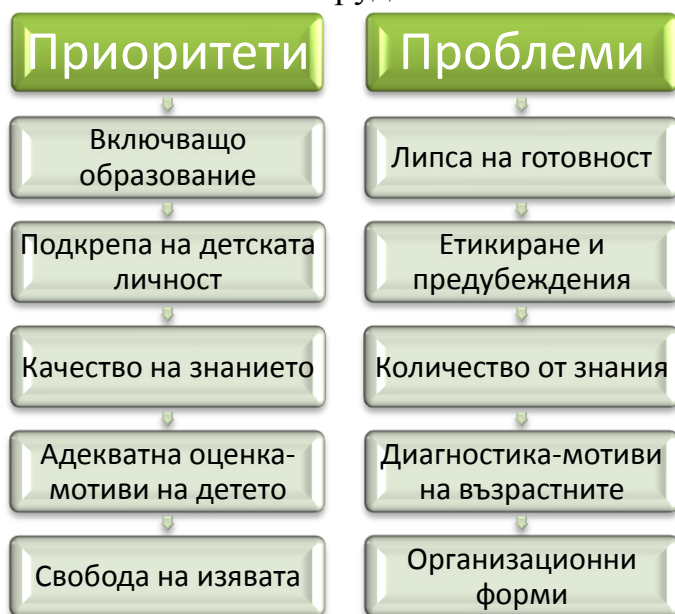 Приоритети
Включващо
образование
Подкрепа на детската
личност
Качество на знанието
Адекватна оценка-
мотиви на детето
Свобода на изявата
Проблеми
Липса на готовност
Етикиране и
предубеждения
Количество от знания
Диагностика-мотиви
на възрастните
Организационни
форми